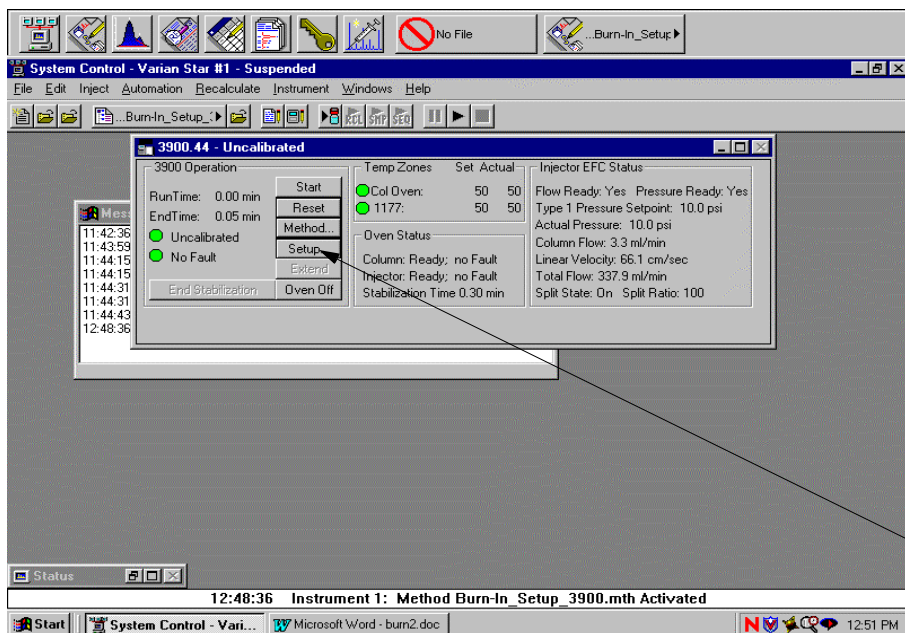 No File
...Burn-In_Setup
System Control - Varian Star #1 - Suspended
File Edit Inject Automation Recalculate Instrument Windows Help
...Burn-In_Setup_
RCL SMP SEQ
3900.44 - Uncalibrated
3900 Operation
RunTime: 0.00 min
EndTime: 0.05 min
Uncalibrated
No Fault
Start
Reset
Method...
Setup...
Extend
End Stabilization
Oven Off
Temp Zones Set Actual
Col Oven: 50 50
1177: 50 50
Oven Status
Column: Ready; no Fault
Injector: Ready; no Fault
Stabilization Time 0.30 min
Injector EFC Status
Flow Ready: Yes Pressure Ready: Yes
Type 1 Pressure Setpoint: 10.0 psi
Actual Pressure: 10.0 psi
Column Flow: 3.3 ml/min
Linear Velocity: 66.1 cm/sec
Total Flow: 337.9 ml/min
Split State: On Split Ratio: 100
Mess
11:42:36
11:43:59
11:44:15
11:44:15
11:44:31
11:44:31
11:44:43
12:48:36
Status
12:48:36 Instrument 1: Method Burn-In_Setup_3900.mth Activated
Start
System Control - Vari...
Microsoft Word - burn2.doc
N
12:51 PM